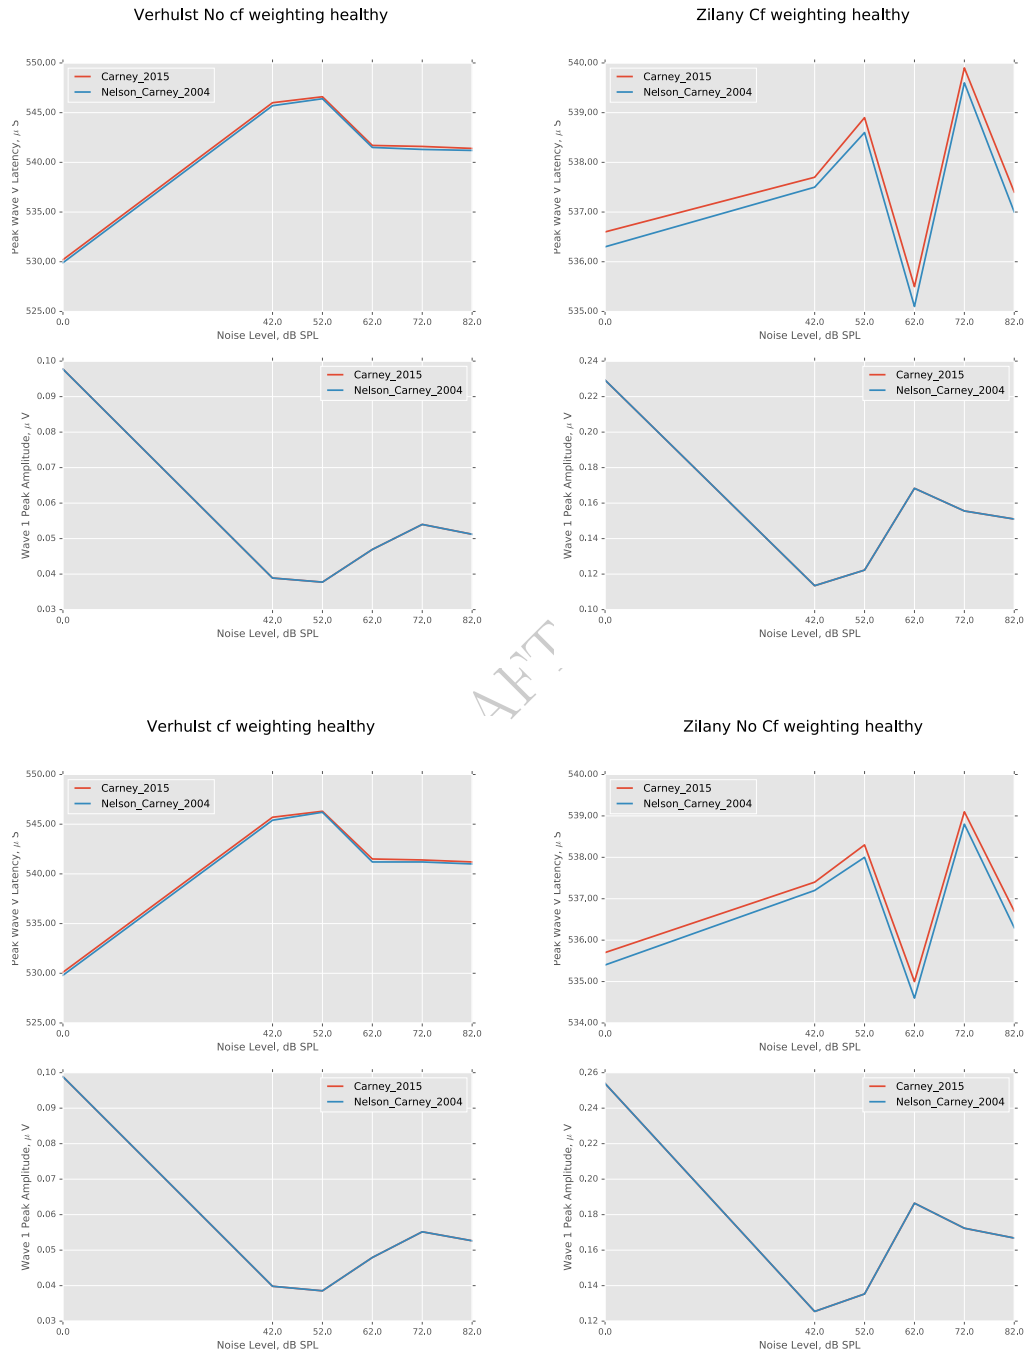 Verhulst No cf weighting healthy
Peak Wave V Latency, μ S
550.00
545.00
540.00
535.00
530.00
525.00
Carney_2015
Nelson_Carney_2004
0.0 42.0 52.0 62.0 72.0 82.0
Noise Level, dB SPL
Wave 1 Peak Amplitude, μ V
0.10
0.09
0.08
0.07
0.06
0.05
0.04
0.03
Carney_2015
Nelson_Carney_2004
0.0 42.0 52.0 62.0 72.0 82.0
Noise Level, dB SPL
Zilany Cf weighting healthy
Peak Wave V Latency, μ S
540.00
539.00
538.00
537.00
536.00
535.00
Carney_2015
Nelson_Carney_2004
0.0 42.0 52.0 62.0 72.0 82.0
Noise Level, dB SPL
Wave 1 Peak Amplitude, μ V
0.24
0.22
0.20
0.18
0.16
0.14
0.12
0.10
Carney_2015
Nelson_Carney_2004
0.0 42.0 52.0 62.0 72.0 82.0
Noise Level, dB SPL
AFT
Verhulst cf weighting healthy
Peak Wave V Latency, μ S
550.00
545.00
540.00
535.00
530.00
525.00
Carney_2015
Nelson_Carney_2004
0.0 42.0 52.0 62.0 72.0 82.0
Noise Level, dB SPL
Wave 1 Peak Amplitude, μ V
0.10
0.09
0.08
0.07
0.06
0.05
0.04
0.03
Carney_2015
Nelson_Carney_2004
0.0 42.0 52.0 62.0 72.0 82.0
Noise Level, dB SPL
Zilany No Cf weighting healthy
Peak Wave V Latency, μ S
540.00
539.00
538.00
537.00
536.00
535.00
534.00
Carney_2015
Nelson_Carney_2004
0.0 42.0 52.0 62.0 72.0 82.0
Noise Level, dB SPL
Wave 1 Peak Amplitude, μ V
0.26
0.24
0.22
0.20
0.18
0.16
0.14
0.12
Carney_2015
Nelson_Carney_2004
0.0 42.0 52.0 62.0 72.0 82.0
Noise Level, dB SPL